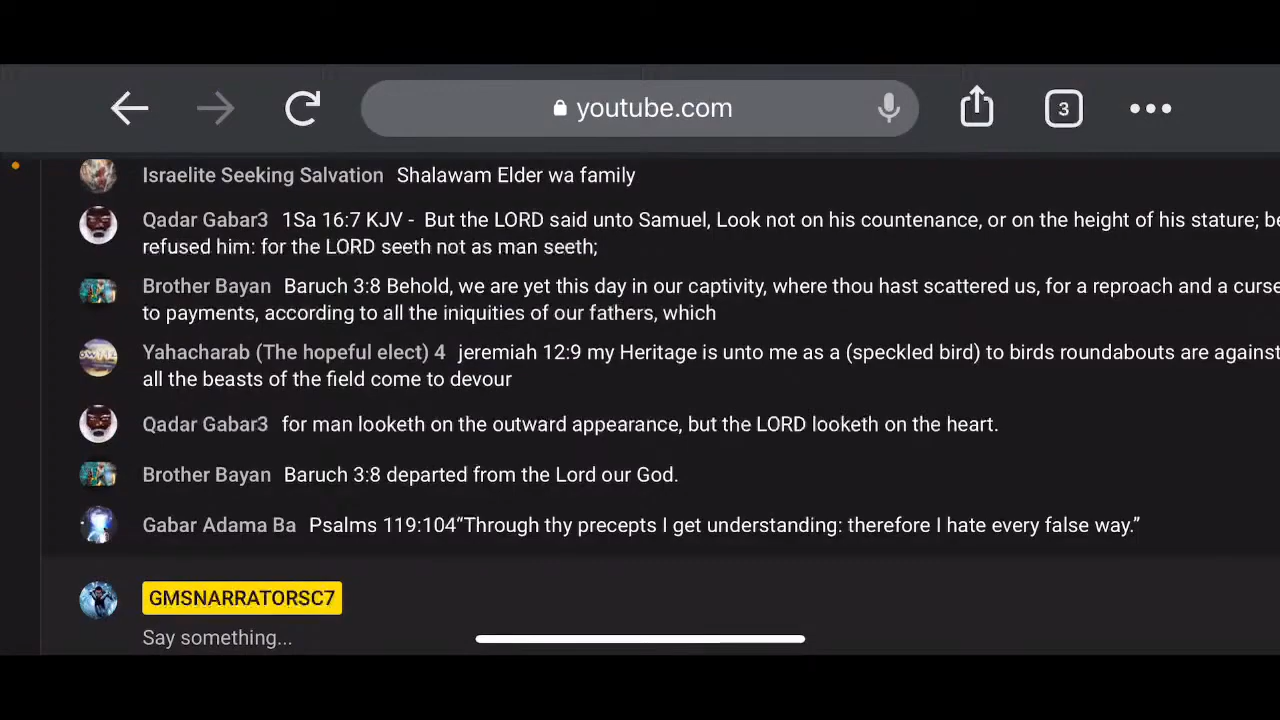 youtube.com
3
Israelite Seeking Salvation Shalawam Elder wa family
Qadar Gabar3 1Sa 16:7 KJV - But the LORD said unto Samuel, Look not on his countenance, or on the height of his stature; be
refused him: for the LORD seeth not as man seeth;
Brother Bayan Baruch 3:8 Behold, we are yet this day in our captivity, where thou hast scattered us, for a reproach and a curse
to payments, according to all the iniquities of our fathers, which
Yahacharab (The hopeful elect) 4 jeremiah 12:9 my Heritage is unto me as a (speckled bird) to birds roundabouts are against
all the beasts of the field come to devour
Qadar Gabar3 for man looketh on the outward appearance, but the LORD looketh on the heart.
Brother Bayan Baruch 3:8 departed from the Lord our God.
Gabar Adama Ba Psalms 119:104“Through thy precepts I get understanding: therefore I hate every false way.”
GMSNARRATORSC7
Say something...